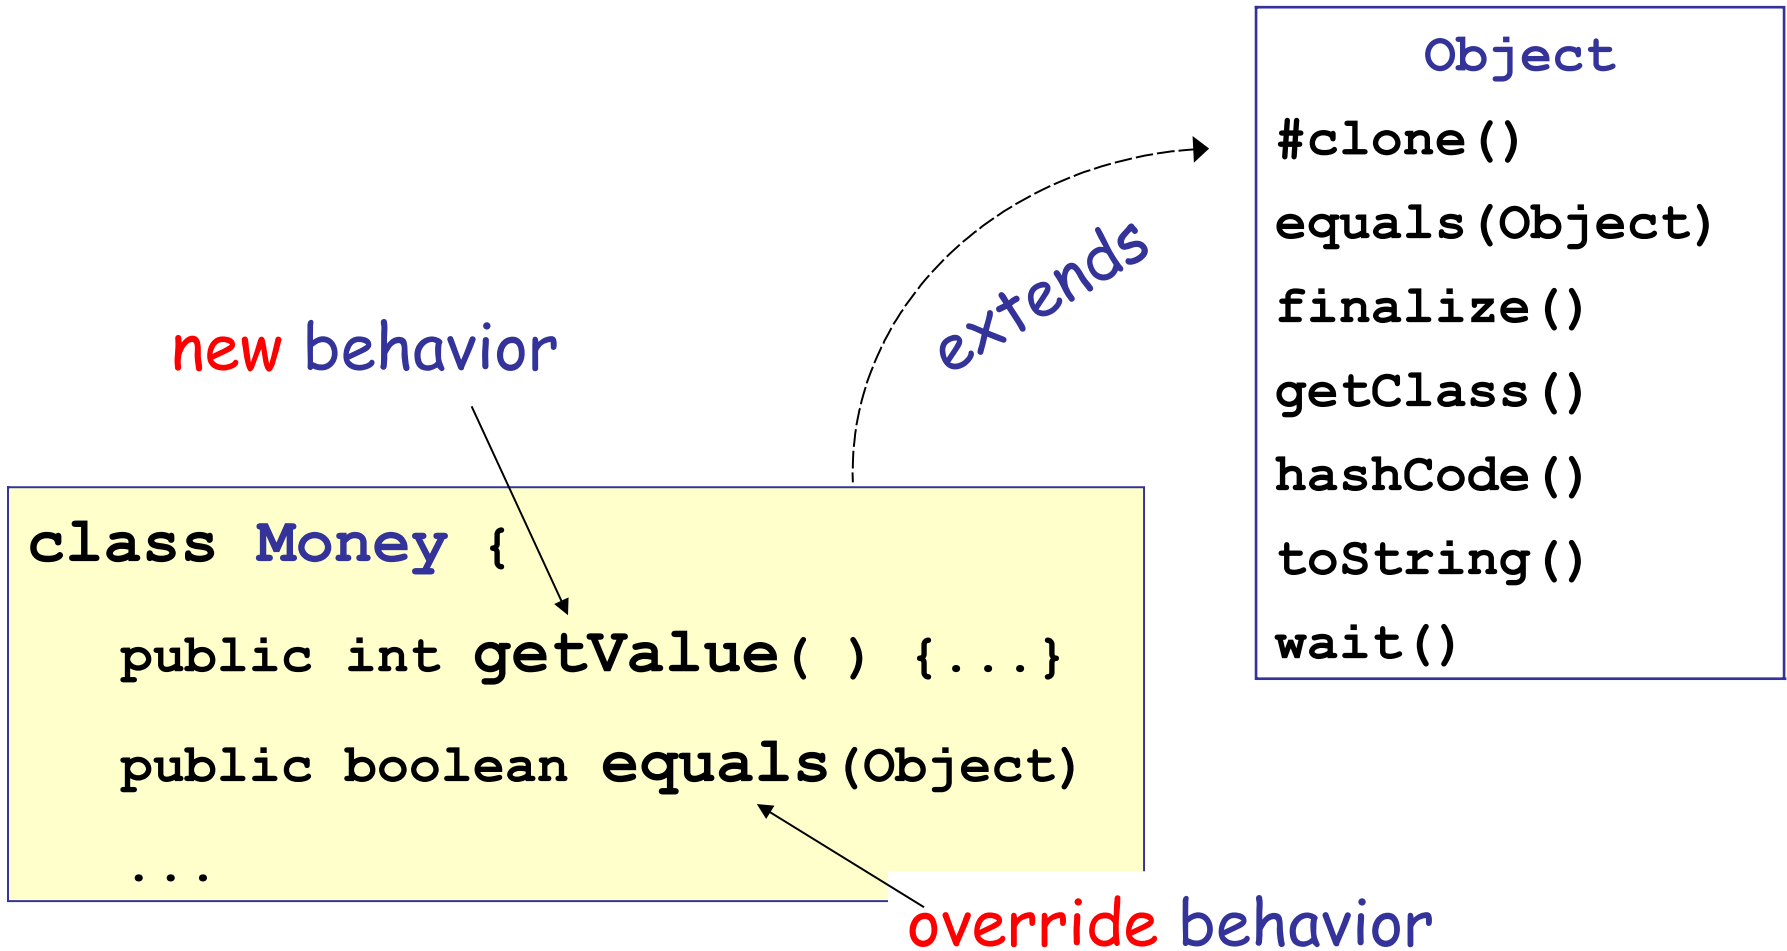 Object
#clone()
equals(Object)
finalize()
getClass()
hashCode()
toString()
wait()
extends
new behavior
class Money {
public int getValue( ) {...}
public boolean equals(Object)
...
override behavior